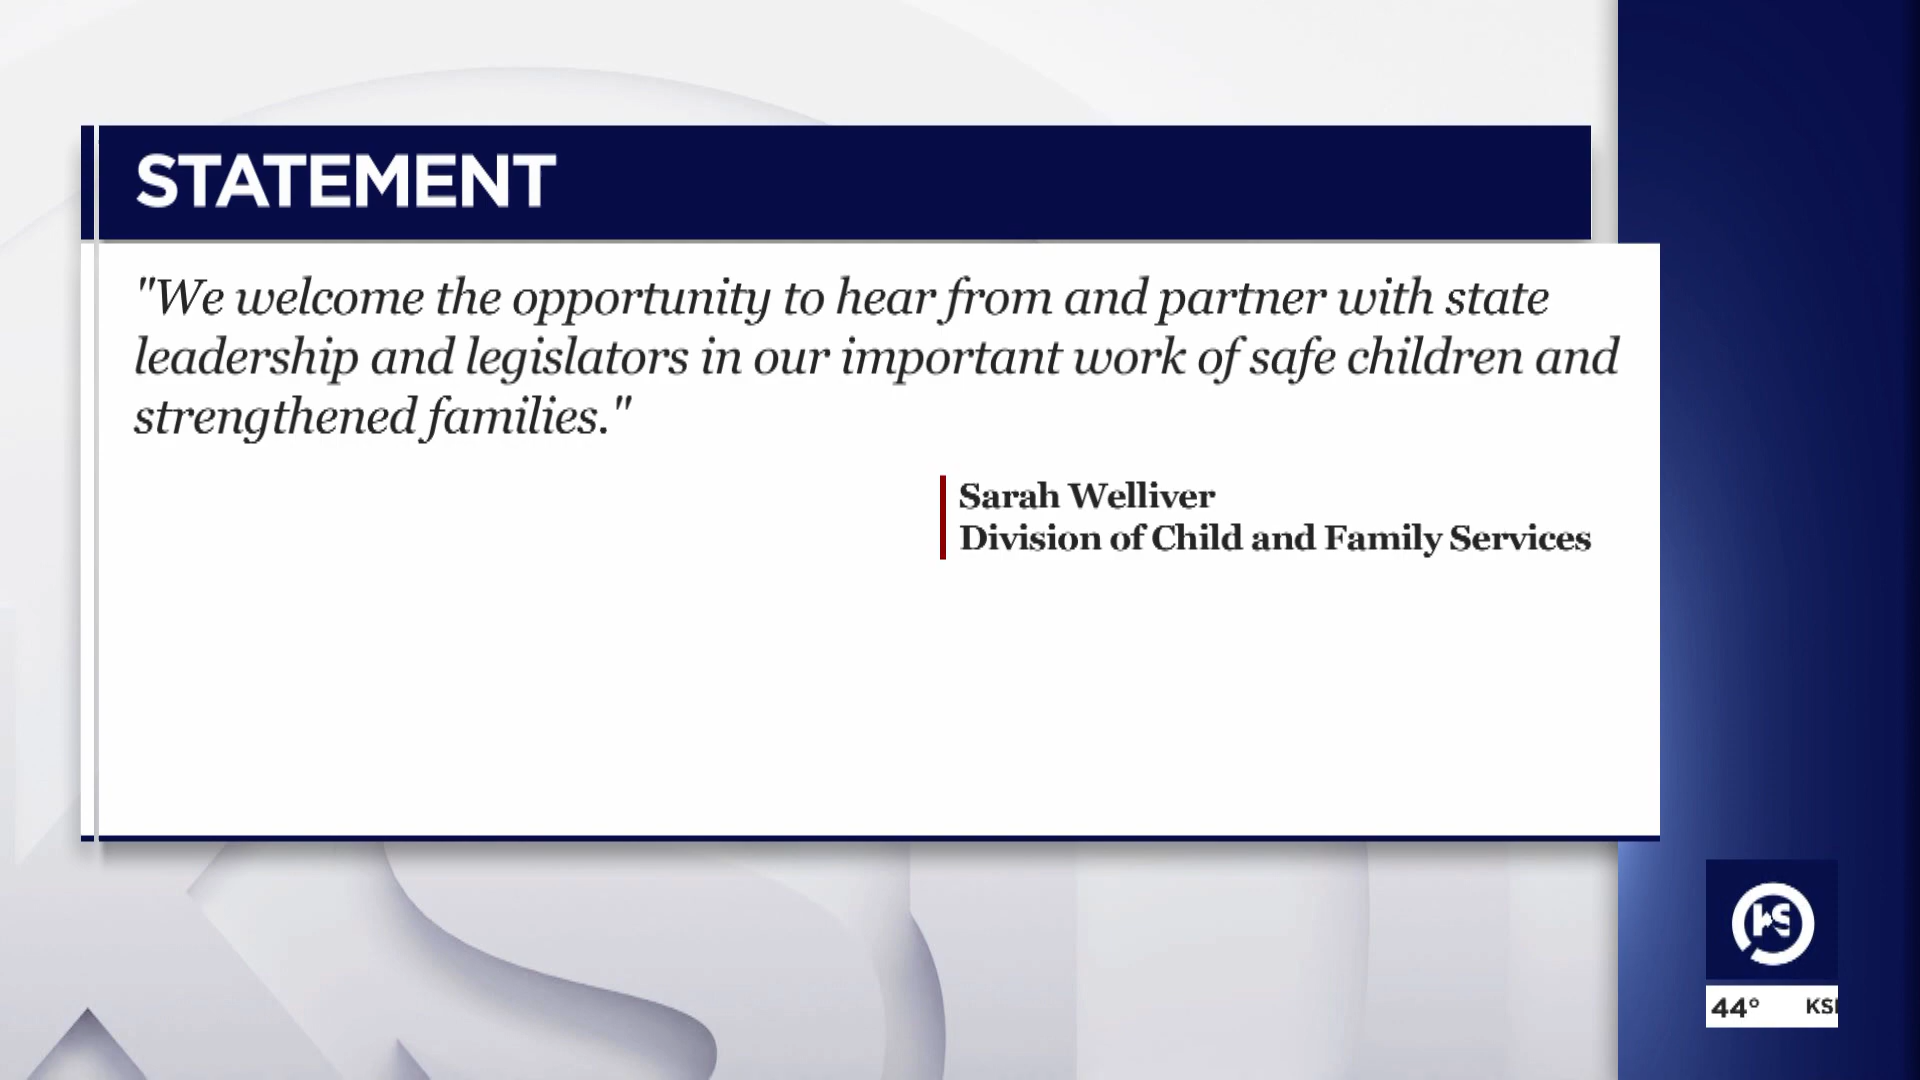 STATEMENT
"We welcome the opportunity to hear from and partner with state
leadership and legislators in our important work of safe children and
strengthened families."
Sarah Welliver
Division of Child and Family Services
44°